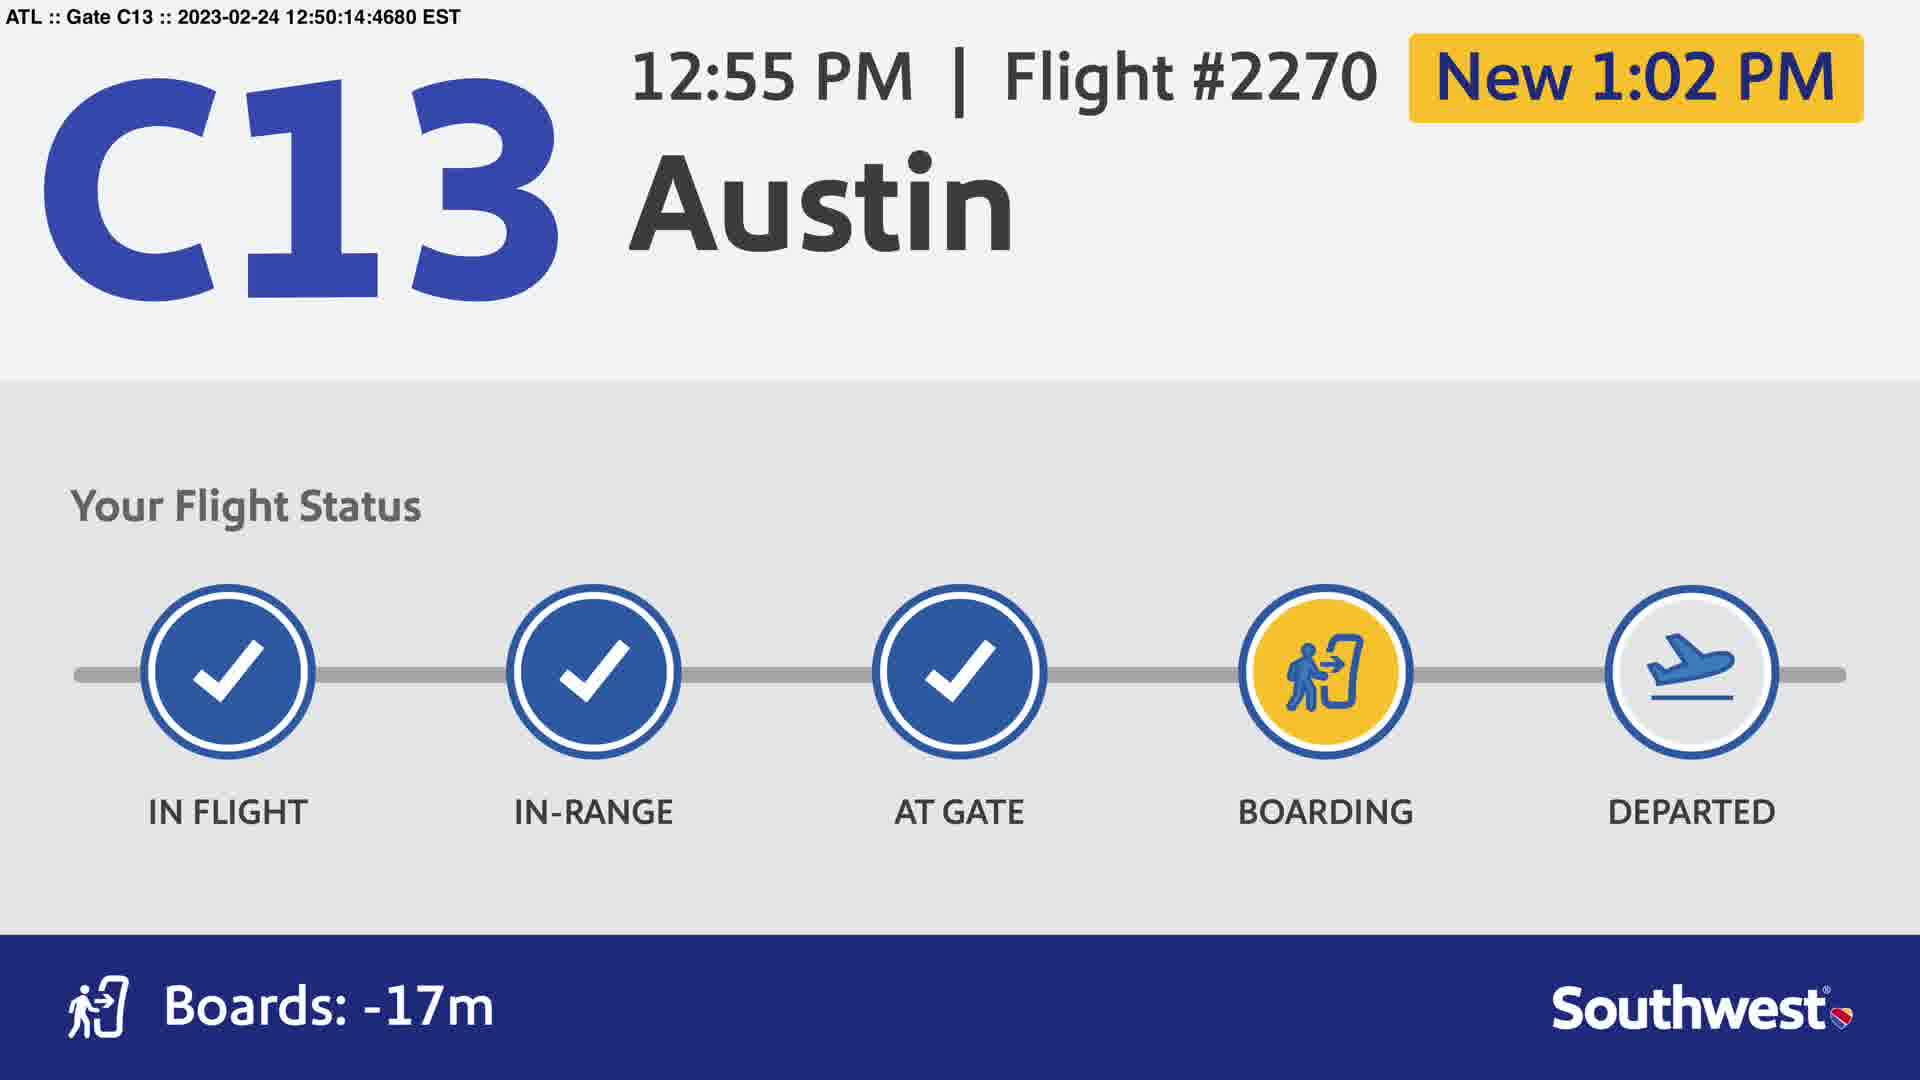 ATL :: Gate C13 :: 2023-02-24 12:50:14:4680 EST
C13
12:55 PM | Flight #2270 New 1:02 PM
Austin
Your Flight Status
IN FLIGHT IN-RANGE AT GATE BOARDING DEPARTED
Boards: -17m
Southwest®